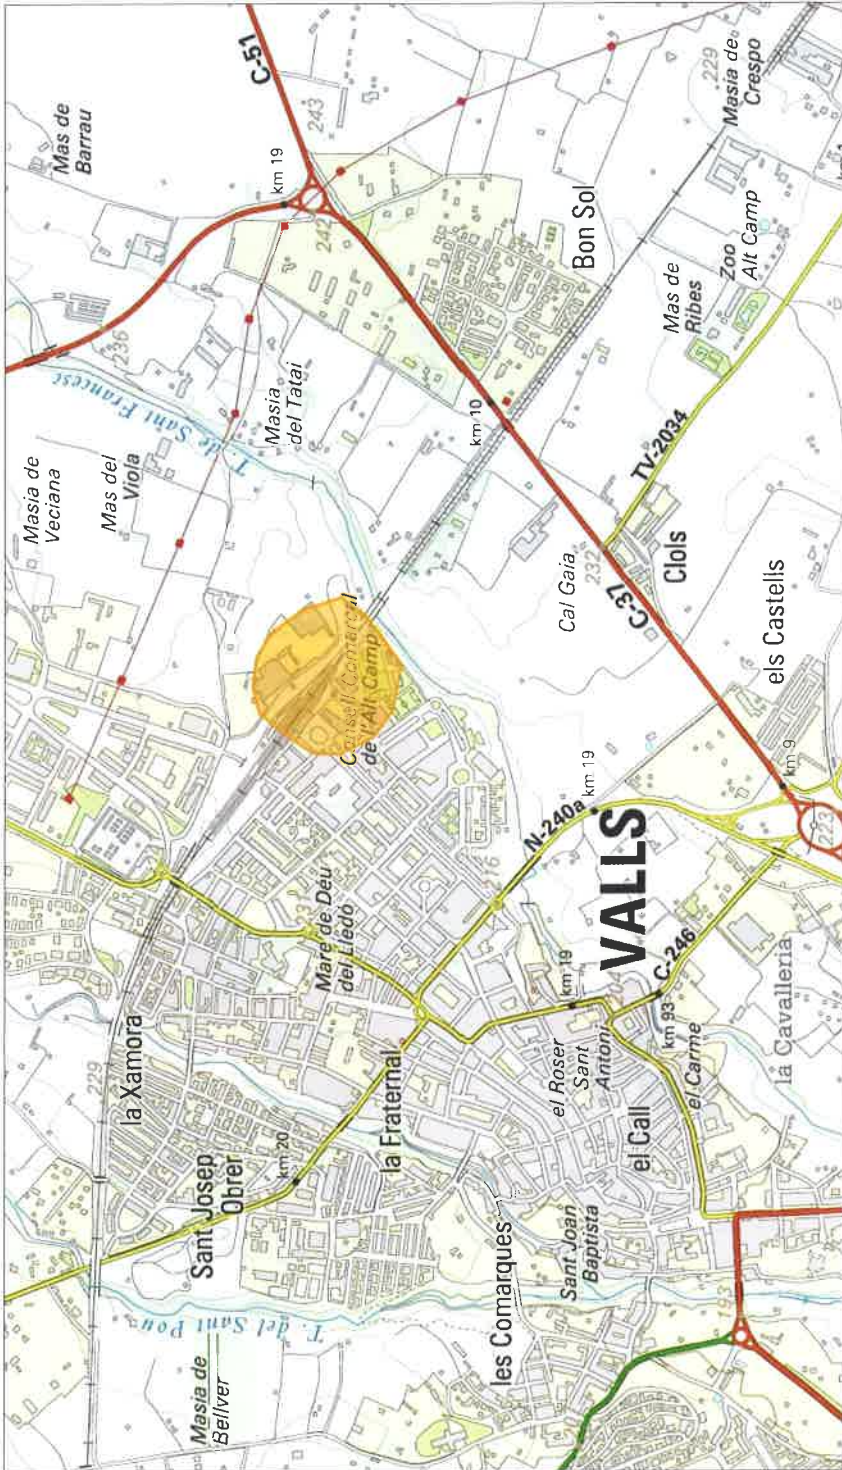 Masia de
Veciana
Mas de
Barrau
Mas del
Viola
T. de Sant Francesc
236
C-51
229
la Xamora
T. del Sant Pou
Masia de
Bellver
Sant Josep
Obrer
km 20
km 19
Masia
del Tatai
243
242
Mare de Déu
del Lledó
Consell Comarcal
de l'Alt Camp
la Fraternal
km 10
216
les Comarques
N-240a
km 19
Cal Gaia
232
Bon Sol
Sant Joan
Baptista
el Roser
Sant
Antoni
km 19
VALLS
C-37
TV-2034
Clols
Mas de
Ribes
229
Masia de
Crespo
Zoo
Alt Camp
el Call
km 93
C-246
el Carme
193
la Cavalleria
els Castells
km 9
223